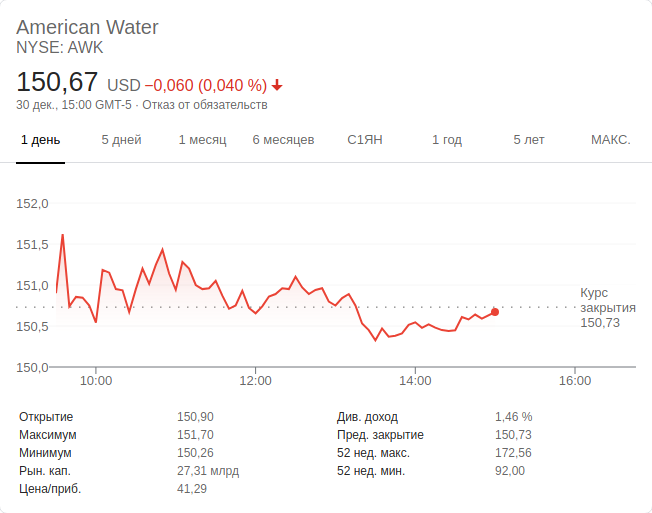 American Water
NYSE: AWK
150,67 USD −0,060 (0,040 %)
30 дек., 15:00 GMT-5 · Отказ от обязательств
1 день 5 дней 1 месяц 6 месяцев С1ЯН 1 год 5 лет МАКС.
152,0
151,5
151,0
150,5
150,0
Курс
закрытия
150,73
10:00 12:00 14:00 16:00
Открытие 150,90 Див. доход 1,46 %
Максимум 151,70 Пред. закрытие 150,73
Минимум 150,26 52 нед. макс. 172,56
Рын. кап. 27,31 млрд 52 нед. мин. 92,00
Цена/приб. 41,29